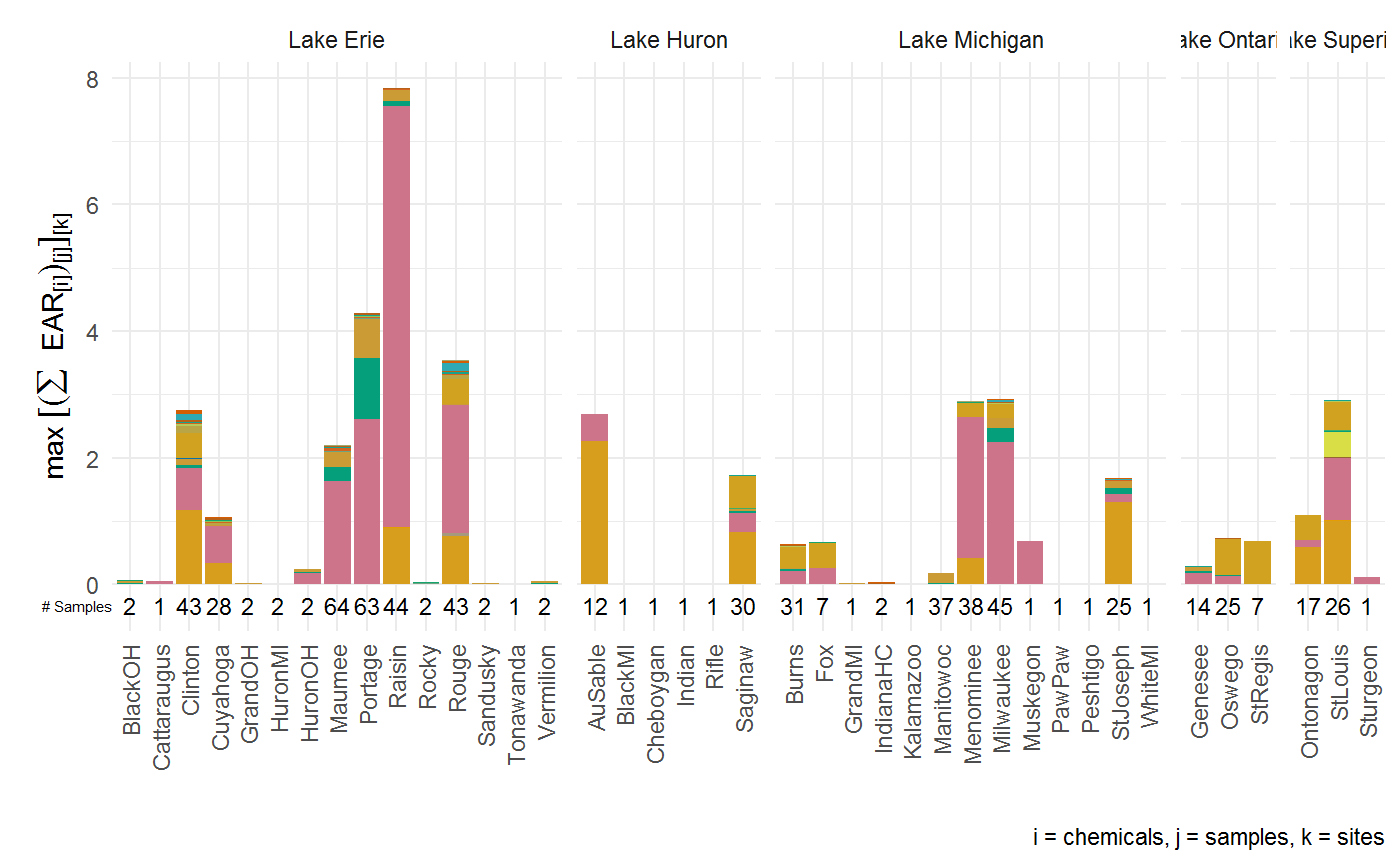 Lake Erie Lake Huron Lake Michigan ake Ontari ake Superi
max [(∑ EAR[ij])[j]][k]
8
6
4
2
0
# Samples 2 1 43 28 2 2 2 64 63 44 2 43 2 1 2 12 1 1 1 1 30 31 7 1 2 1 37 38 45 1 1 1 25 1 14 25 7 17 26 1
BlackOH
Cattaraugus
Clinton
Cuyahoga
GrandOH
HuronMI
HuronOH
Maumee
Portage
Raisin
Rocky
Rouge
Sandusky
Tonawanda
Vermilion
AuSable
BlackMI
Cheboygan
Indian
Rifle
Saginaw
Burns
Fox
GrandMI
IndianaHC
Kalamazoo
Manitowoc
Menominee
Milwaukee
Muskegon
PawPaw
Peshtigo
StJoseph
WhiteMI
Genesee
Oswego
StRegis
Ontonagon
StLouis
Sturgeon
i = chemicals, j = samples, k = sites